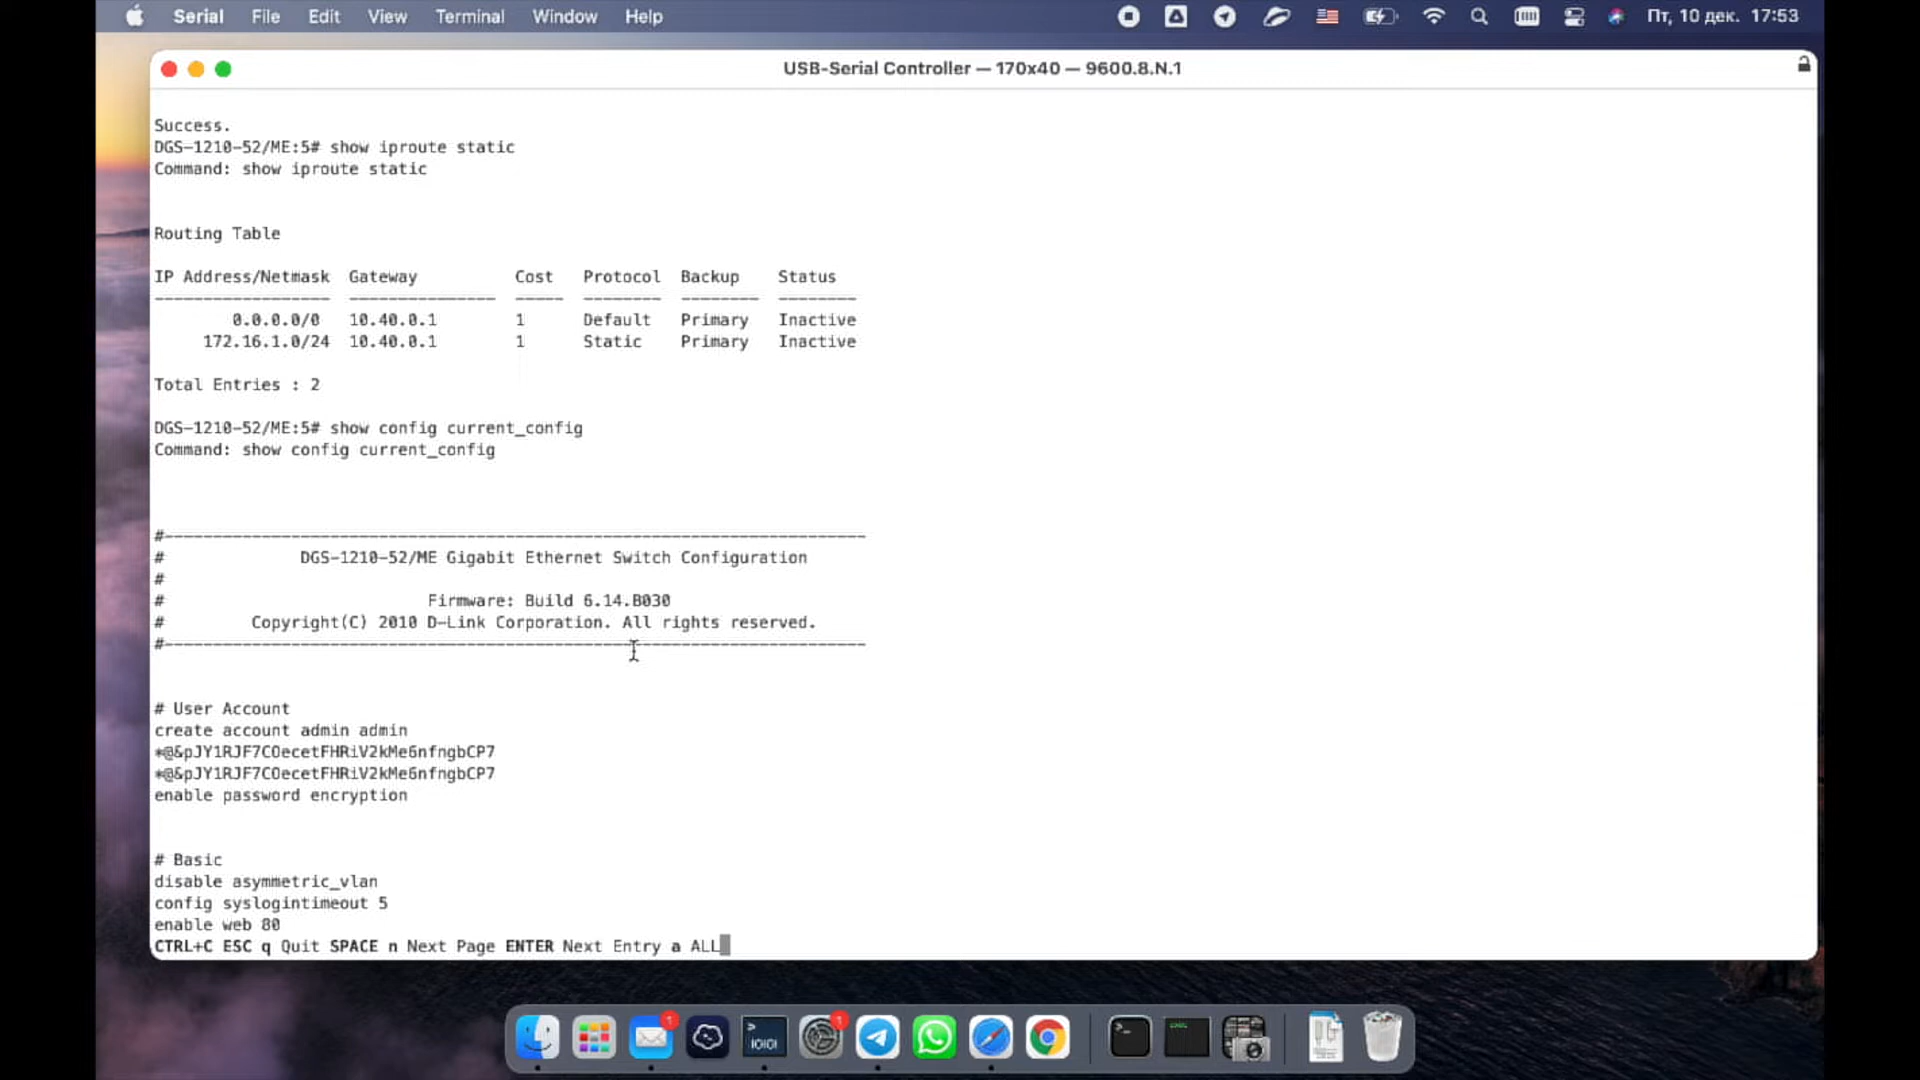 Serial File Edit View Terminal Window Help Пт, 10 дек. 17:53
USB-Serial Controller — 170x40 — 9600.8.N.1
Success.
DGS-1210-52/ME:5# show iproute static
Command: show iproute static
Routing Table
IP Address/Netmask Gateway Cost Protocol Backup Status
------------------ --------------- ----- -------- -------- --------
0.0.0.0/0 10.40.0.1 1 Default Primary Inactive
172.16.1.0/24 10.40.0.1 1 Static Primary Inactive
Total Entries : 2
DGS-1210-52/ME:5# show config current_config
Command: show config current_config
#------------------------------------------------------------------------
# DGS-1210-52/ME Gigabit Ethernet Switch Configuration
#
# Firmware: Build 6.14.B030
# Copyright(C) 2010 D-Link Corporation. All rights reserved.
#------------------------------------------------------------------------
# User Account
create account admin admin
*@&pJY1RJF7COecetFHRiV2kMe6nfngbCP7
*@&pJY1RJF7COecetFHRiV2kMe6nfngbCP7
enable password encryption
# Basic
disable asymmetric_vlan
config syslogintimeout 5
enable web 80
CTRL+C ESC q Quit SPACE n Next Page ENTER Next Entry a ALL
1
>_
IOIOI
1
>_